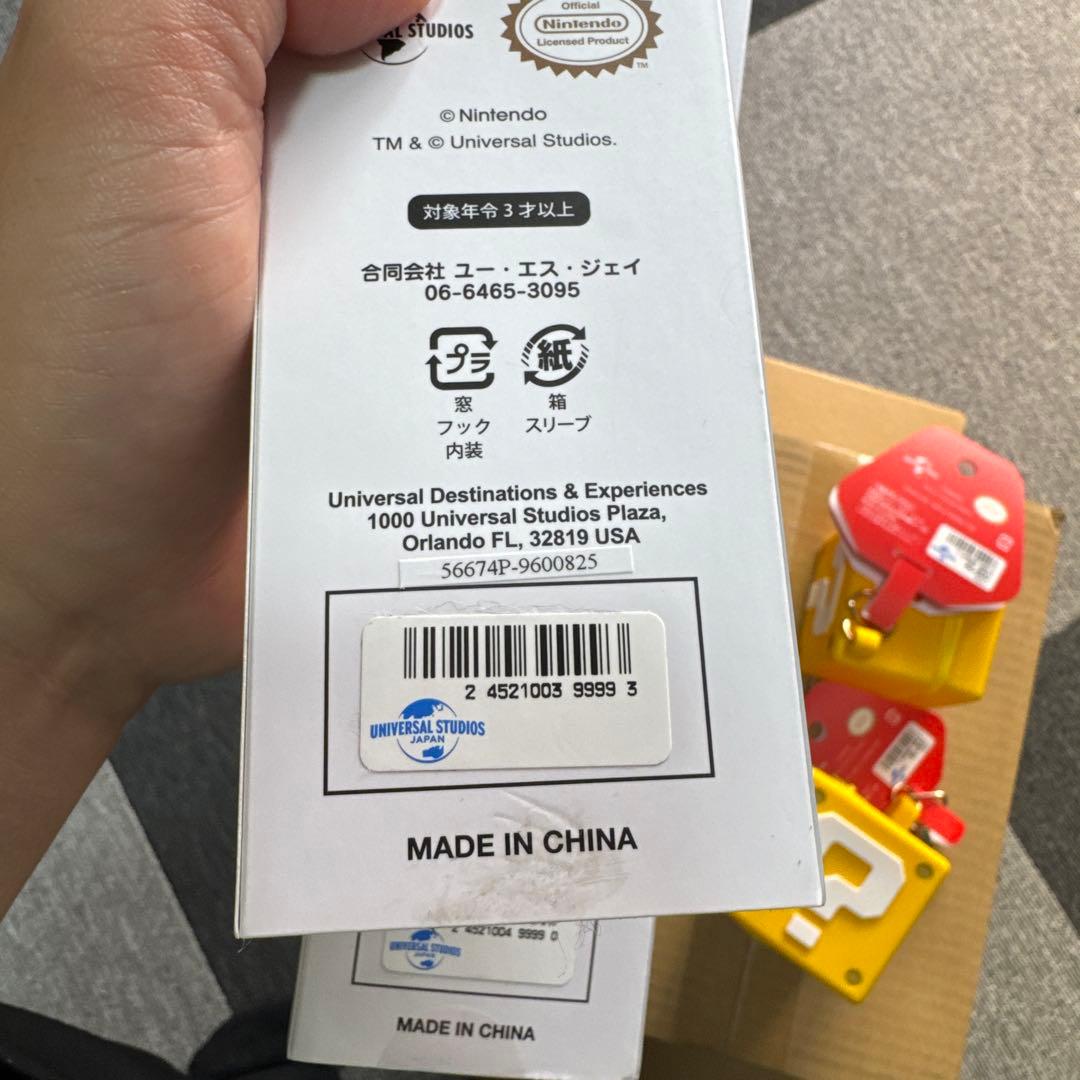 AL STUDIOS
Official
Nintendo
Licensed Product
TM
© Nintendo
TM & © Universal Studios.
対象年令3才以上
合同会社 ユー・エス・ジェイ
06-6465-3095
プラ
紙
窓
フック
内装
箱
スリーブ
Universal Destinations & Experiences
1000 Universal Studios Plaza,
Orlando FL, 32819 USA
56674P-9600825
2 4521003 9999 3
UNIVERSAL STUDIOS
JAPAN
MADE IN CHINA
2 4521004 9999 0
UNIVERSAL STUDIOS
JAPAN
MADE IN CHINA
?